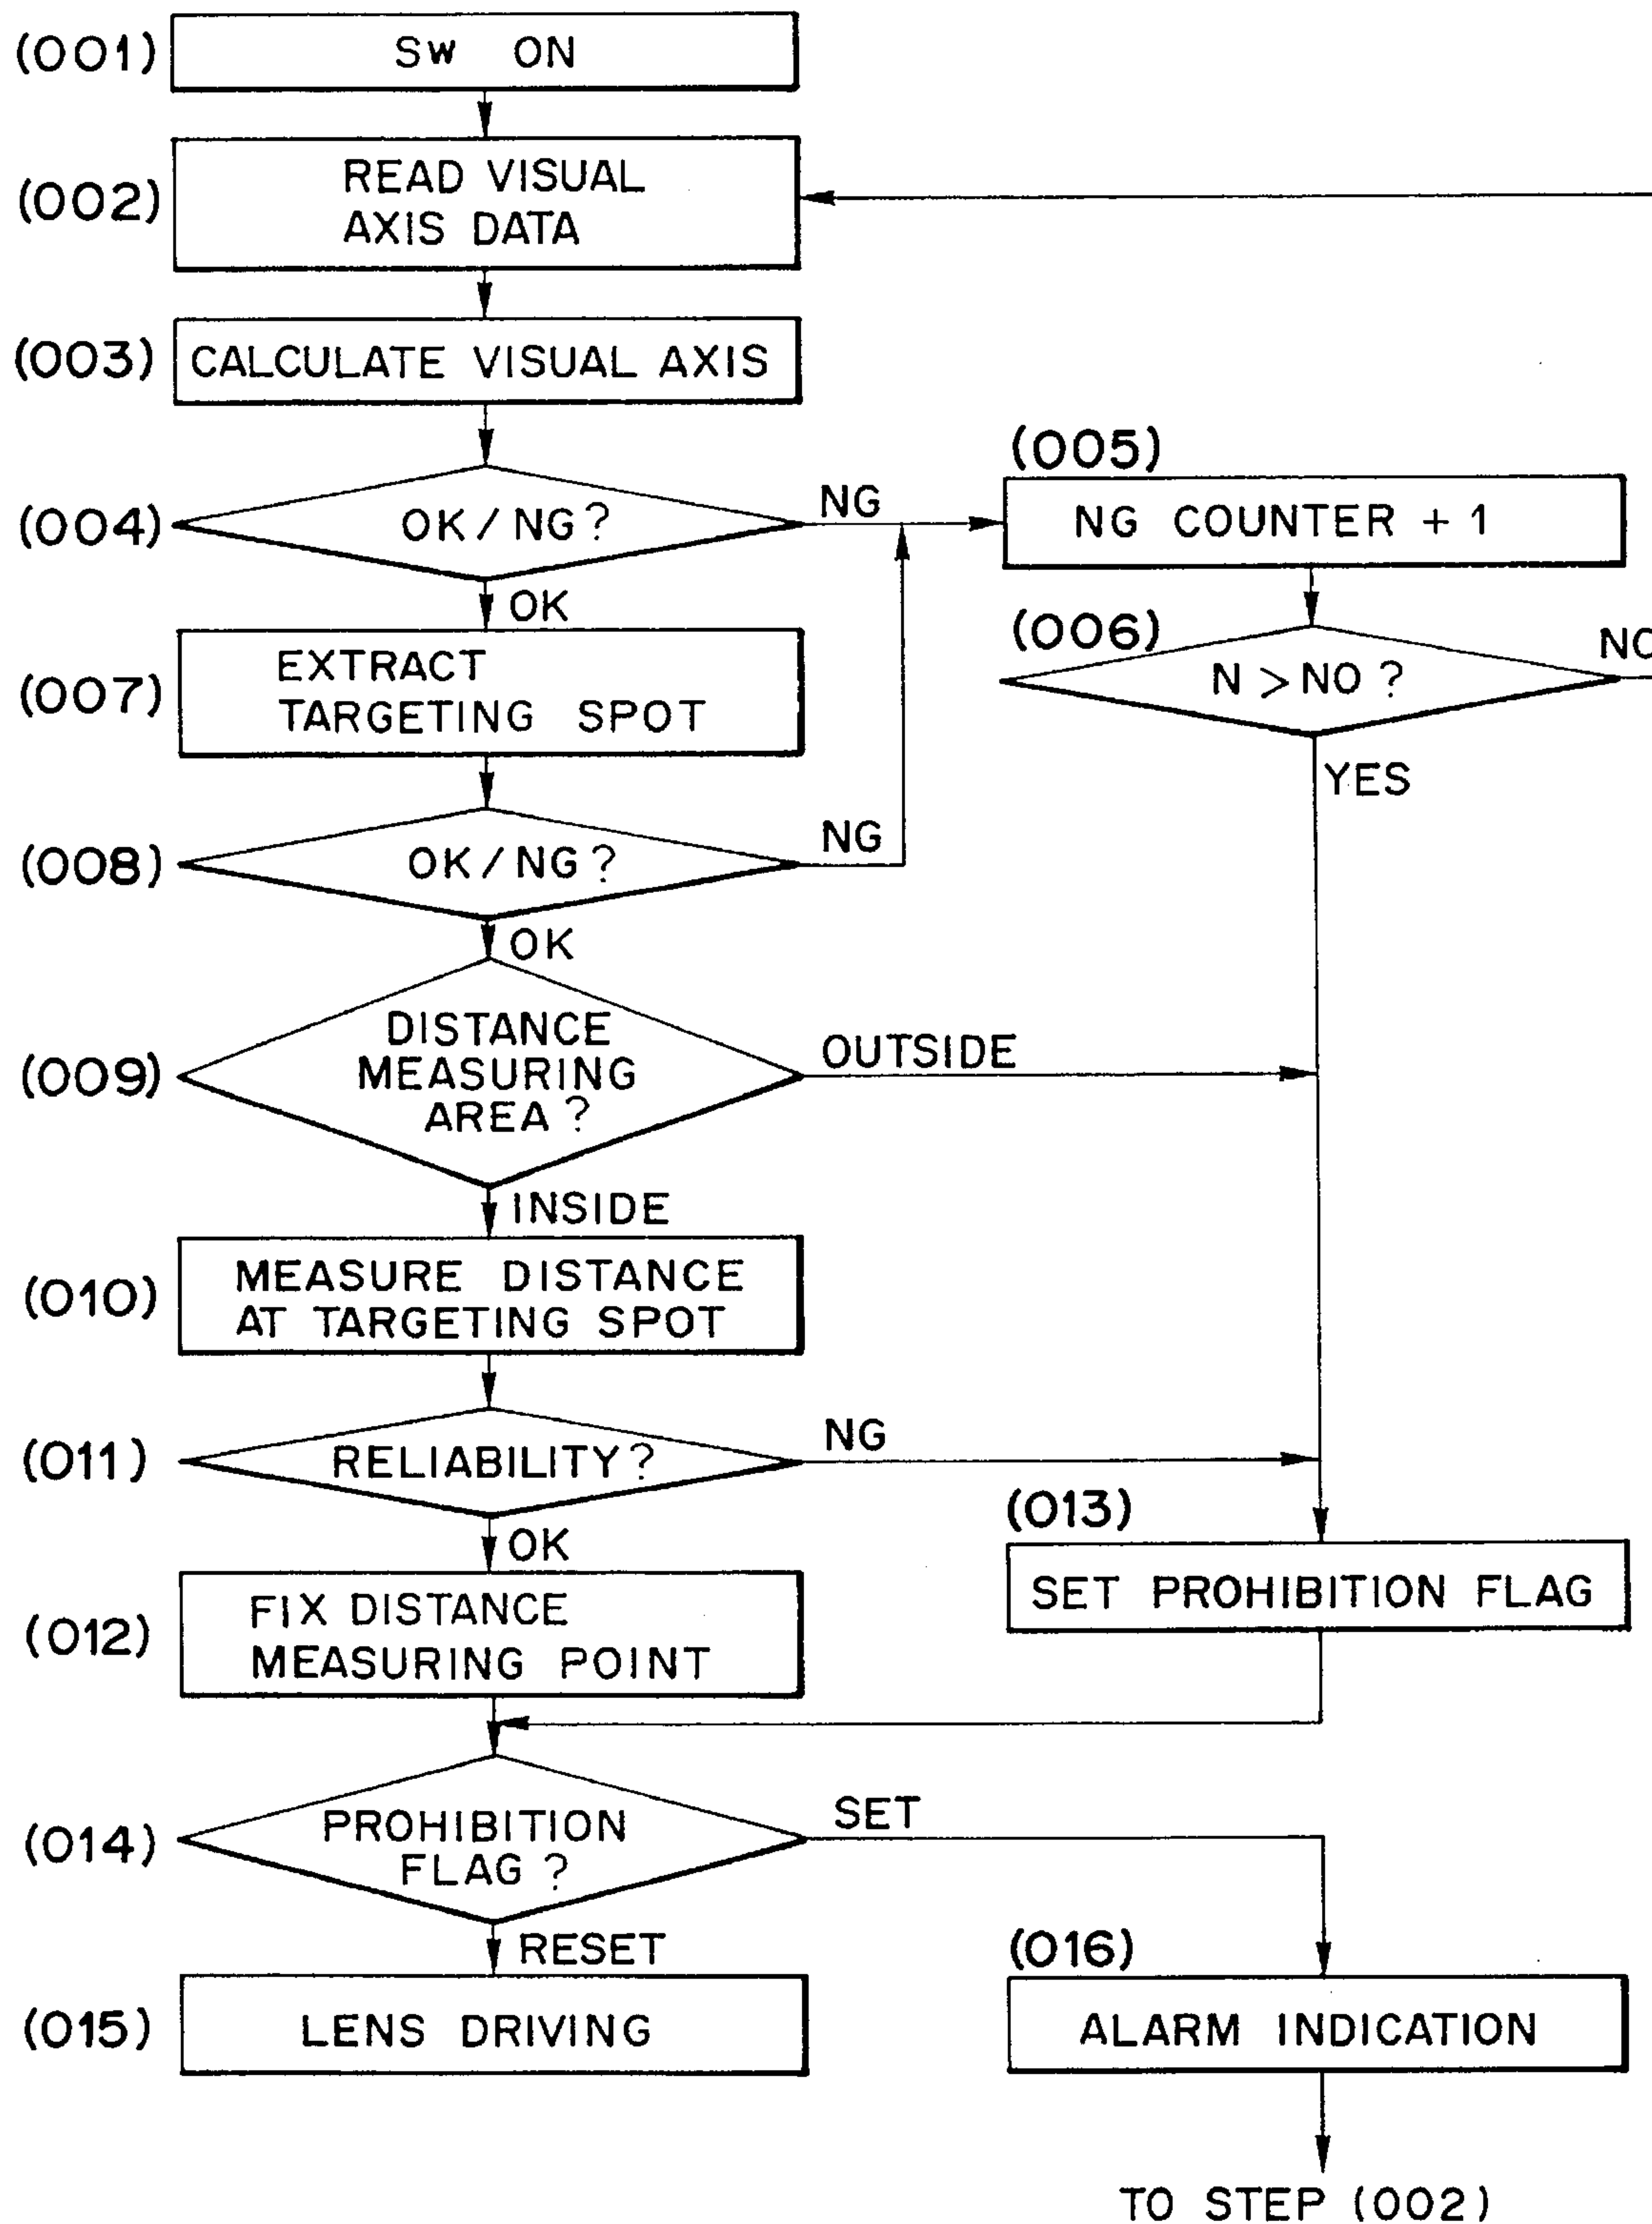 (001) SW ON
(002) READ VISUAL
AXIS DATA
(003) CALCULATE VISUAL AXIS
(004) OK/NG?
NG
OK
(005)
NG COUNTER + 1
(006)
N > NO?
NO
YES
(007) EXTRACT
TARGETING SPOT
(008) OK/NG?
NG
OK
(009) DISTANCE
MEASURING
AREA?
OUTSIDE
INSIDE
(010) MEASURE DISTANCE
AT TARGETING SPOT
(011) RELIABILITY?
NG
OK
(012) FIX DISTANCE
MEASURING POINT
(013)
SET PROHIBITION FLAG
(014) PROHIBITION
FLAG?
SET
RESET
(015) LENS DRIVING
(016)
ALARM INDICATION
TO STEP (002)